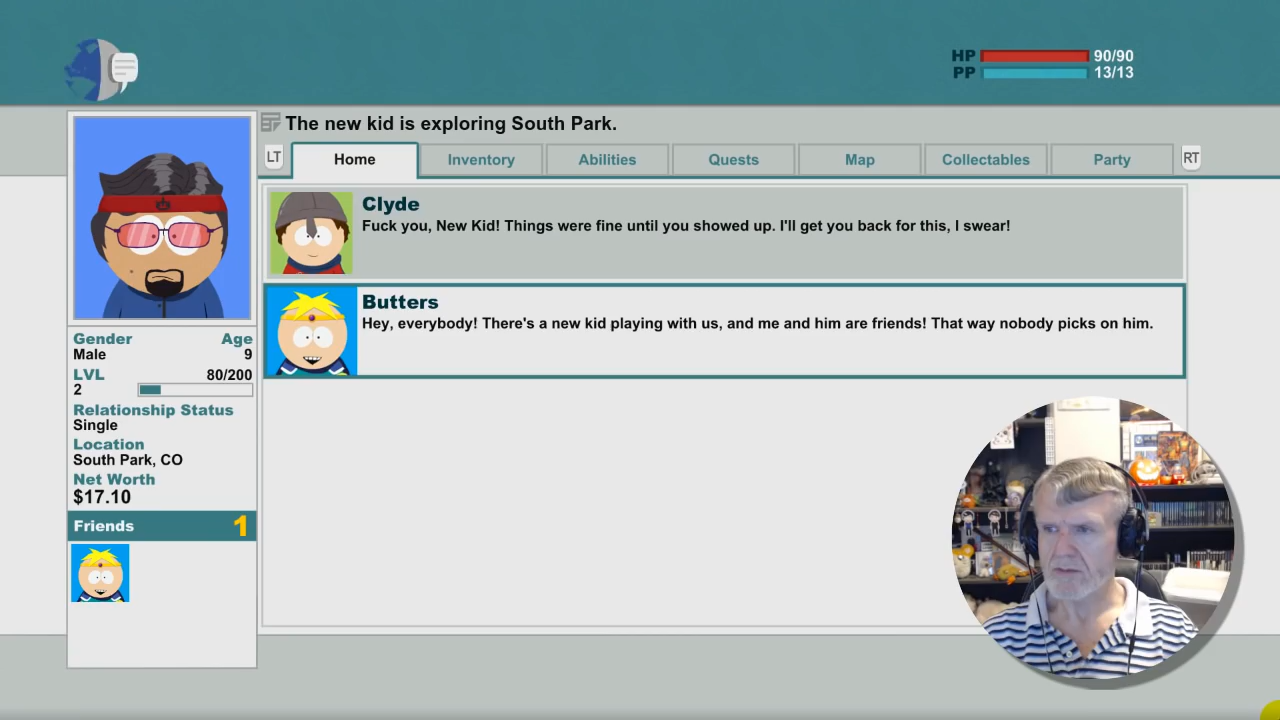 HP 90/90
PP 13/13
The new kid is exploring South Park.
LT Home Inventory Abilities Quests Map Collectables Party RT
Clyde
Fuck you, New Kid! Things were fine until you showed up. I'll get you back for this, I swear!
Butters
Hey, everybody! There's a new kid playing with us, and me and him are friends! That way nobody picks on him.
Gender Age
Male 9
LVL 80/200
2
Relationship Status
Single
Location
South Park, CO
Net Worth
$17.10
Friends 1